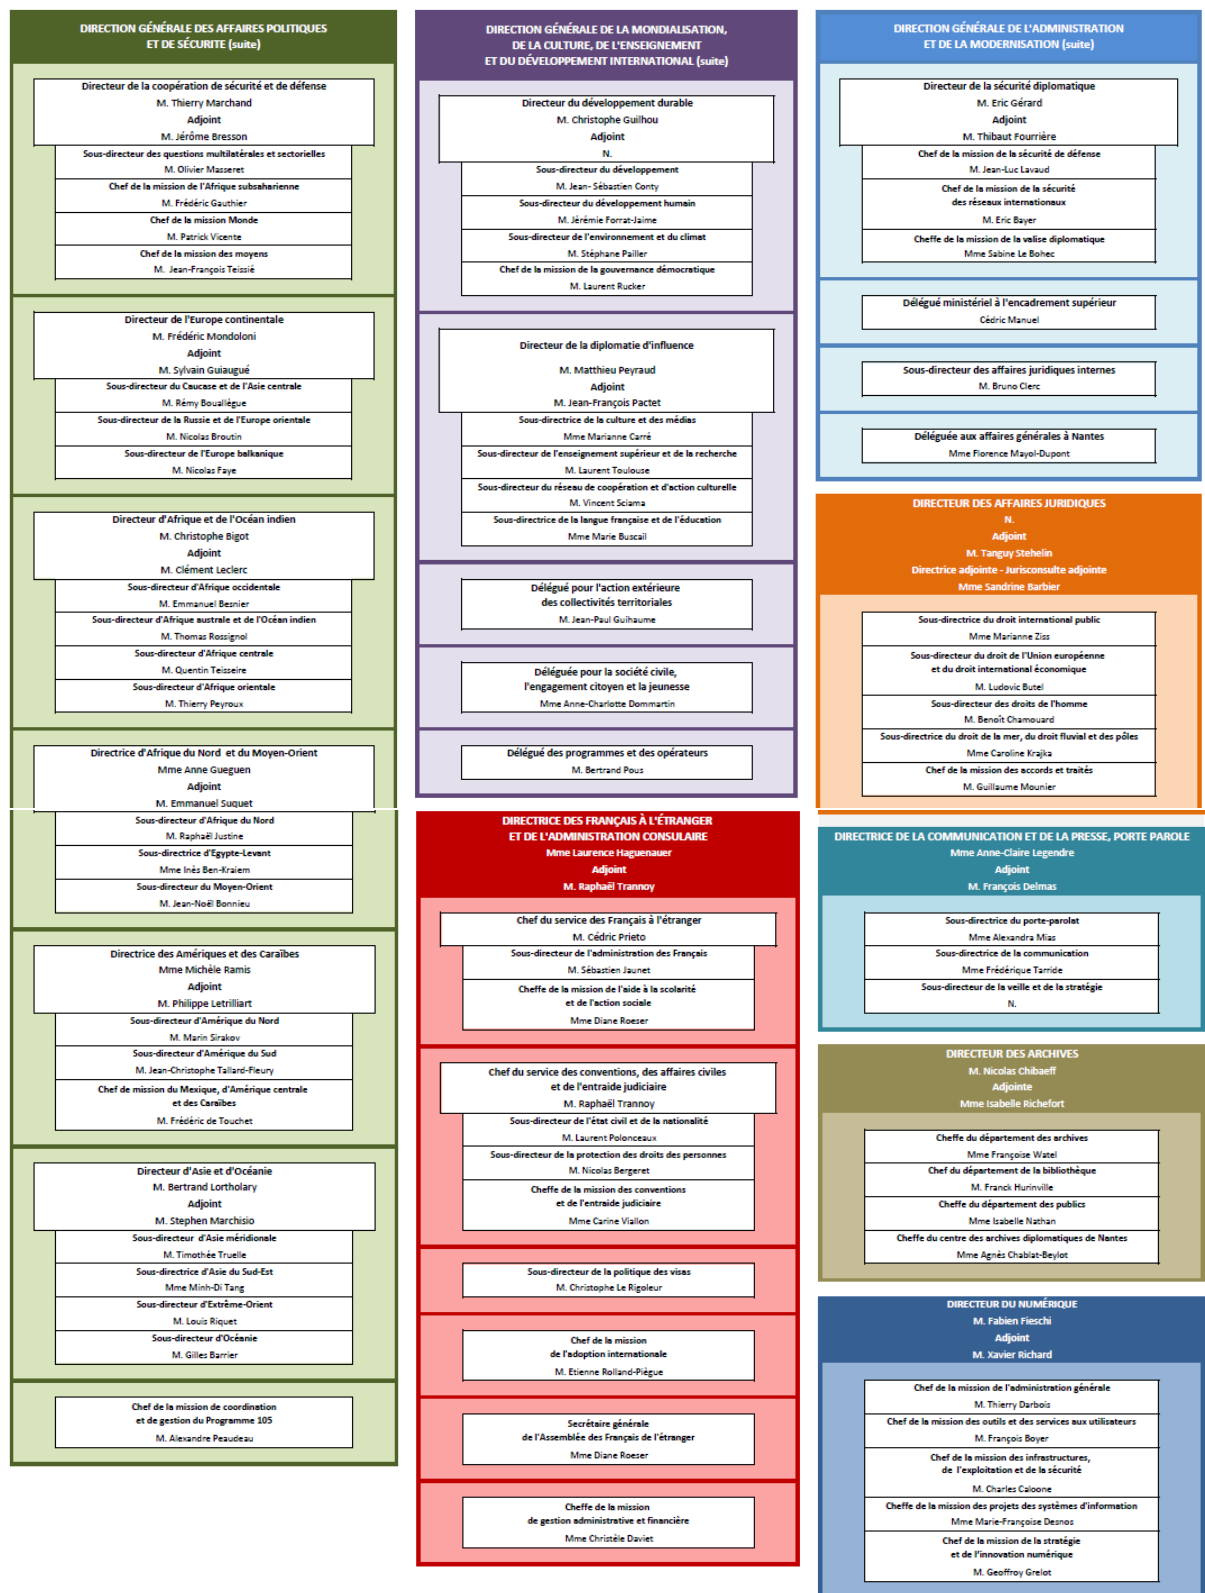 DIRECTION GÉNÉRALE DES AFFAIRES POLITIQUES
ET DE SÉCURITE (suite)
Directeur de la coopération de sécurité et de défense
M. Thierry Marchand
Adjoint
M. Jérôme Bresson
Sous-directeur des questions multilatérales et sectorielles
M. Olivier Masseret
Chef de la mission de l'Afrique subsaharienne
M. Frédéric Gauthier
Chef de la mission Monde
M. Patrick Vicente
Chef de la mission des moyens
M. Jean-François Teissié
Directeur de l'Europe continentale
M. Frédéric Mondoloni
Adjoint
M. Sylvain Guiaugué
Sous-directeur du Caucase et de l'Asie centrale
M. Rémy Bouallègue
Sous-directeur de la Russie et de l'Europe orientale
M. Nicolas Broutin
Sous-directeur de l'Europe balkanique
M. Nicolas Faye
Directeur d'Afrique et de l'Océan indien
M. Christophe Bigot
Adjoint
M. Clément Leclerc
Sous-directeur d'Afrique occidentale
M. Emmanuel Besnier
Sous-directeur d'Afrique australe et de l'Océan indien
M. Thomas Rossignol
Sous-directeur d'Afrique centrale
M. Quentin Teisseire
Sous-directeur d'Afrique orientale
M. Thierry Peyroux
Directrice d'Afrique du Nord et du Moyen-Orient
Mme Anne Gueguen
Adjoint
M. Emmanuel Suquet
Sous-directeur d'Afrique du Nord
M. Raphaël Justine
Sous-directrice d'Egypte-Levant
Mme Inès Ben-Kraiem
Sous-directeur du Moyen-Orient
M. Jean-Noël Bonnieu
Directrice des Amériques et des Caraïbes
Mme Michèle Ramis
Adjoint
M. Philippe Letrilliart
Sous-directeur d'Amérique du Nord
M. Marin Sirakov
Sous-directeur d'Amérique du Sud
M. Jean-Christophe Tallard-Fleury
Chef de mission du Mexique, d'Amérique centrale
et des Caraïbes
M. Frédéric de Touchet
Directeur d'Asie et d'Océanie
M. Bertrand Lortholary
Adjoint
M. Stephen Marchisio
Sous-directeur d'Asie méridionale
M. Timothée Truelle
Sous-directrice d'Asie du Sud-Est
Mme Minh-Di Tang
Sous-directeur d'Extrême-Orient
M. Louis Riquet
Sous-directeur d'Océanie
M. Gilles Barrier
Chef de la mission de coordination
et de gestion du Programme 105
M. Alexandre Peaudeau
DIRECTION GÉNÉRALE DE LA MONDIALISATION,
DE LA CULTURE, DE L'ENSEIGNEMENT
ET DU DÉVELOPPEMENT INTERNATIONAL (suite)
Directeur du développement durable
M. Christophe Guilhou
Adjoint
N.
Sous-directeur du développement
M. Jean- Sébastien Conty
Sous-directeur du développement humain
M. Jérémie Forrat-Jaime
Sous-directeur de l'environnement et du climat
M. Stéphane Pailler
Chef de la mission de la gouvernance démocratique
M. Laurent Rucker
Directeur de la diplomatie d'influence
M. Matthieu Peyraud
Adjoint
M. Jean-François Pactet
Sous-directrice de la culture et des médias
Mme Marianne Carré
Sous-directeur de l'enseignement supérieur et de la recherche
M. Laurent Toulouse
Sous-directeur du réseau de coopération et d'action culturelle
M. Vincent Sciama
Sous-directrice de la langue française et de l'éducation
Mme Marie Buscail
Délégué pour l'action extérieure
des collectivités territoriales
M. Jean-Paul Guihaume
Déléguée pour la société civile,
l'engagement citoyen et la jeunesse
Mme Anne-Charlotte Dommartin
Délégué des programmes et des opérateurs
M. Bertrand Pous
DIRECTRICE DES FRANÇAIS À L'ÉTRANGER
ET DE L'ADMINISTRATION CONSULAIRE
Mme Laurence Haguenauer
Adjoint
M. Raphaël Trannoy
Chef du service des Français à l'étranger
M. Cédric Prieto
Sous-directeur de l'administration des Français
M. Sébastien Jaunet
Cheffe de la mission de l'aide à la scolarité
et de l'action sociale
Mme Diane Roeser
Chef du service des conventions, des affaires civiles
et de l'entraide judiciaire
M. Raphaël Trannoy
Sous-directeur de l'état civil et de la nationalité
M. Laurent Polonceaux
Sous-directeur de la protection des droits des personnes
M. Nicolas Bergeret
Cheffe de la mission des conventions
et de l'entraide judiciaire
Mme Carine Viallon
Sous-directeur de la politique des visas
M. Christophe Le Rigoleur
Chef de la mission
de l'adoption internationale
M. Etienne Rolland-Piègue
Secrétaire générale
de l'Assemblée des Français de l'étranger
Mme Diane Roeser
Cheffe de la mission
de gestion administrative et financière
Mme Christèle Daviet
DIRECTION GÉNÉRALE DE L'ADMINISTRATION
ET DE LA MODERNISATION (suite)
Directeur de la sécurité diplomatique
M. Eric Gérard
Adjoint
M. Thibaut Fourrière
Chef de la mission de la sécurité de défense
M. Jean-Luc Lavaud
Chef de la mission de la sécurité
des réseaux internationaux
M. Eric Bayer
Cheffe de la mission de la valise diplomatique
Mme Sabine Le Bohec
Délégué ministériel à l'encadrement supérieur
Cédric Manuel
Sous-directeur des affaires juridiques internes
M. Bruno Clerc
Déléguée aux affaires générales à Nantes
Mme Florence Mayol-Dupont
DIRECTEUR DES AFFAIRES JURIDIQUES
N.
Adjoint
M. Tanguy Stehelin
Directrice adjointe - Jurisconsulte adjointe
Mme Sandrine Barbier
Sous-directrice du droit international public
Mme Marianne Ziss
Sous-directeur du droit de l'Union européenne
et du droit international économique
M. Ludovic Butel
Sous-directeur des droits de l'homme
M. Benoît Chamouard
Sous-directrice du droit de la mer, du droit fluvial et des pôles
Mme Caroline Krajka
Chef de la mission des accords et traités
M. Guillaume Mounier
DIRECTRICE DE LA COMMUNICATION ET DE LA PRESSE, PORTE PAROLE
Mme Anne-Claire Legendre
Adjoint
M. François Delmas
Sous-directrice du porte-parolat
Mme Alexandra Mias
Sous-directrice de la communication
Mme Frédérique Tarride
Sous-directeur de la veille et de la stratégie
N.
DIRECTEUR DES ARCHIVES
M. Nicolas Chibaeff
Adjointe
Mme Isabelle Richefort
Cheffe du département des archives
Mme Françoise Watel
Chef du département de la bibliothèque
M. Franck Hurinville
Cheffe du département des publics
Mme Isabelle Nathan
Cheffe du centre des archives diplomatiques de Nantes
Mme Agnès Chablat-Beylot
DIRECTEUR DU NUMÉRIQUE
M. Fabien Fieschi
Adjoint
M. Xavier Richard
Chef de la mission de l'administration générale
M. Thierry Darbois
Chef de la mission des outils et des services aux utilisateurs
M. François Boyer
Chef de la mission des infrastructures,
de l'exploitation et de la sécurité
M. Charles Caloone
Cheffe de la mission des projets des systèmes d'information
Mme Marie-Françoise Desnos
Chef de la mission de la stratégie
et de l'innovation numérique
M. Geoffroy Grelot